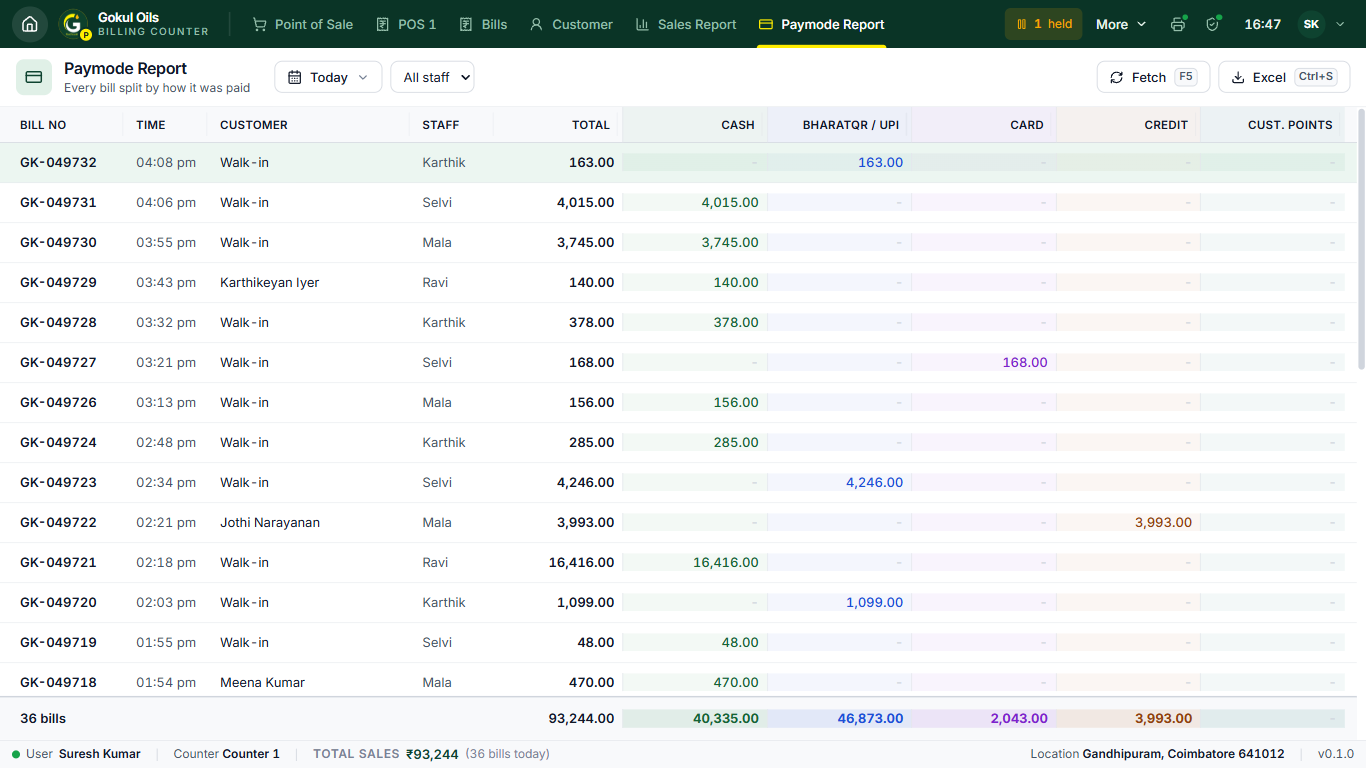 Gokul Oils
BILLING COUNTER
P
Point of Sale
POS 1
Bills
Customer
Sales Report
Paymode Report
1 held
More
16:47
SK
Paymode Report
Every bill split by how it was paid
Today
All staff
Fetch F5
Excel Ctrl+S
BILL NO TIME CUSTOMER STAFF TOTAL CASH BHARATQR / UPI CARD CREDIT CUST. POINTS
GK-049732 04:08 pm Walk-in Karthik 163.00 - 163.00 - - -
GK-049731 04:06 pm Walk-in Selvi 4,015.00 4,015.00 - - - -
GK-049730 03:55 pm Walk-in Mala 3,745.00 3,745.00 - - - -
GK-049729 03:43 pm Karthikeyan Iyer Ravi 140.00 140.00 - - - -
GK-049728 03:32 pm Walk-in Karthik 378.00 378.00 - - - -
GK-049727 03:21 pm Walk-in Selvi 168.00 - - 168.00 - -
GK-049726 03:13 pm Walk-in Mala 156.00 156.00 - - - -
GK-049724 02:48 pm Walk-in Karthik 285.00 285.00 - - - -
GK-049723 02:34 pm Walk-in Selvi 4,246.00 - 4,246.00 - - -
GK-049722 02:21 pm Jothi Narayanan Mala 3,993.00 - - - 3,993.00 -
GK-049721 02:18 pm Walk-in Ravi 16,416.00 16,416.00 - - - -
GK-049720 02:03 pm Walk-in Karthik 1,099.00 - 1,099.00 - - -
GK-049719 01:55 pm Walk-in Selvi 48.00 48.00 - - - -
GK-049718 01:54 pm Meena Kumar Mala 470.00 470.00 - - - -
36 bills 93,244.00 40,335.00 46,873.00 2,043.00 3,993.00 -
User Suresh Kumar Counter Counter 1 TOTAL SALES ₹93,244 (36 bills today) Location Gandhipuram, Coimbatore 641012 v0.1.0